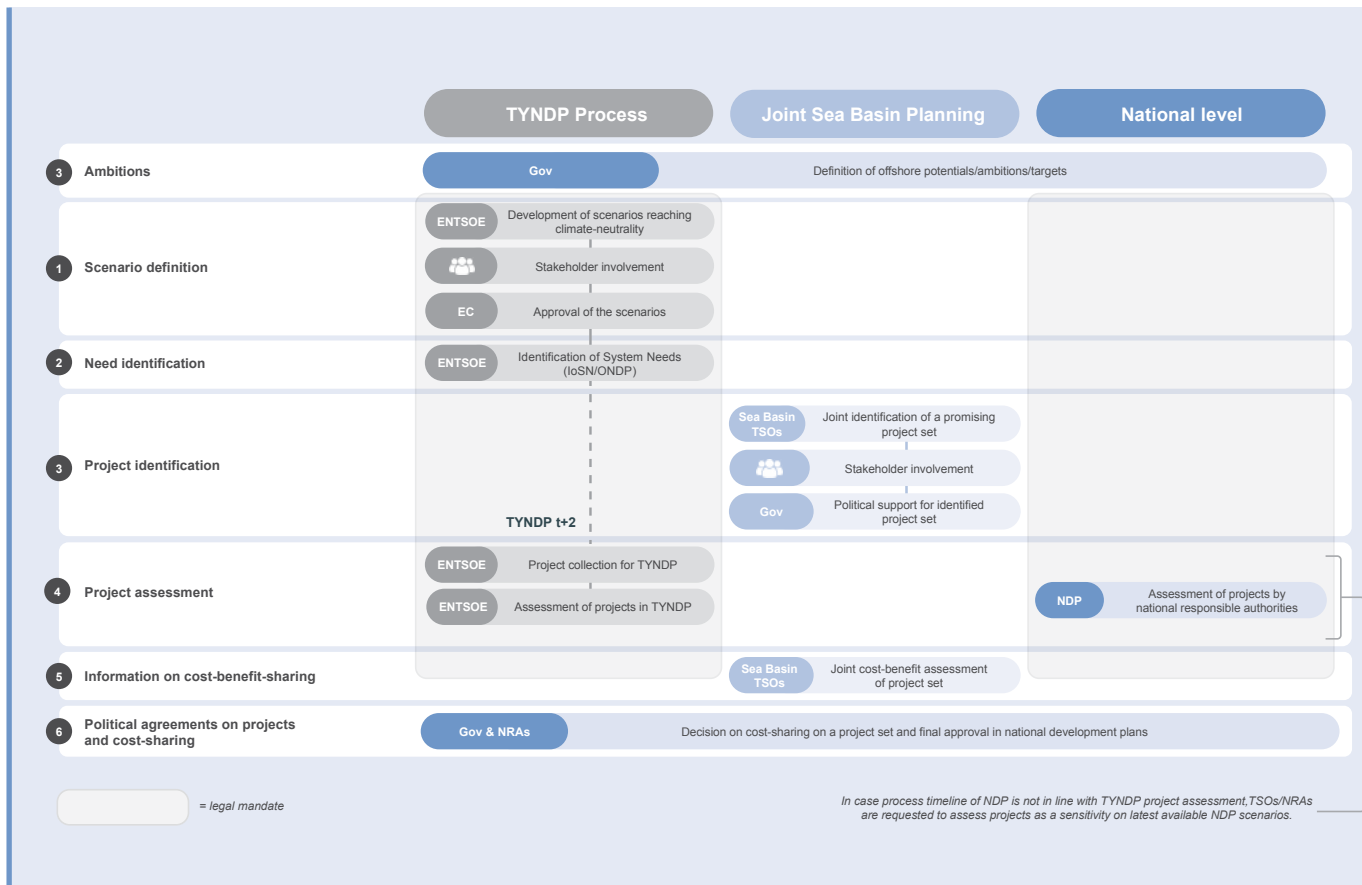 TYNDP Process
Joint Sea Basin Planning
National level
3
Ambitions
Gov
Definition of offshore potentials/ambitions/targets
1
Scenario definition
ENTSOE
Development of scenarios reaching
climate-neutrality
Stakeholder involvement
EC
Approval of the scenarios
2
Need identification
ENTSOE
Identification of System Needs
(IoSN/ONDP)
3
Project identification
Sea Basin
TSOs
Joint identification of a promising
project set
Stakeholder involvement
Gov
Political support for identified
project set
TYNDP t+2
4
Project assessment
ENTSOE
Project collection for TYNDP
ENTSOE
Assessment of projects in TYNDP
NDP
Assessment of projects by
national responsible authorities
5
Information on cost-benefit-sharing
Sea Basin
TSOs
Joint cost-benefit assessment
of project set
6
Political agreements on projects
and cost-sharing
Gov & NRAs
Decision on cost-sharing on a project set and final approval in national development plans
= legal mandate
In case process timeline of NDP is not in line with TYNDP project assessment,TSOs/NRAs
are requested to assess projects as a sensitivity on latest available NDP scenarios.